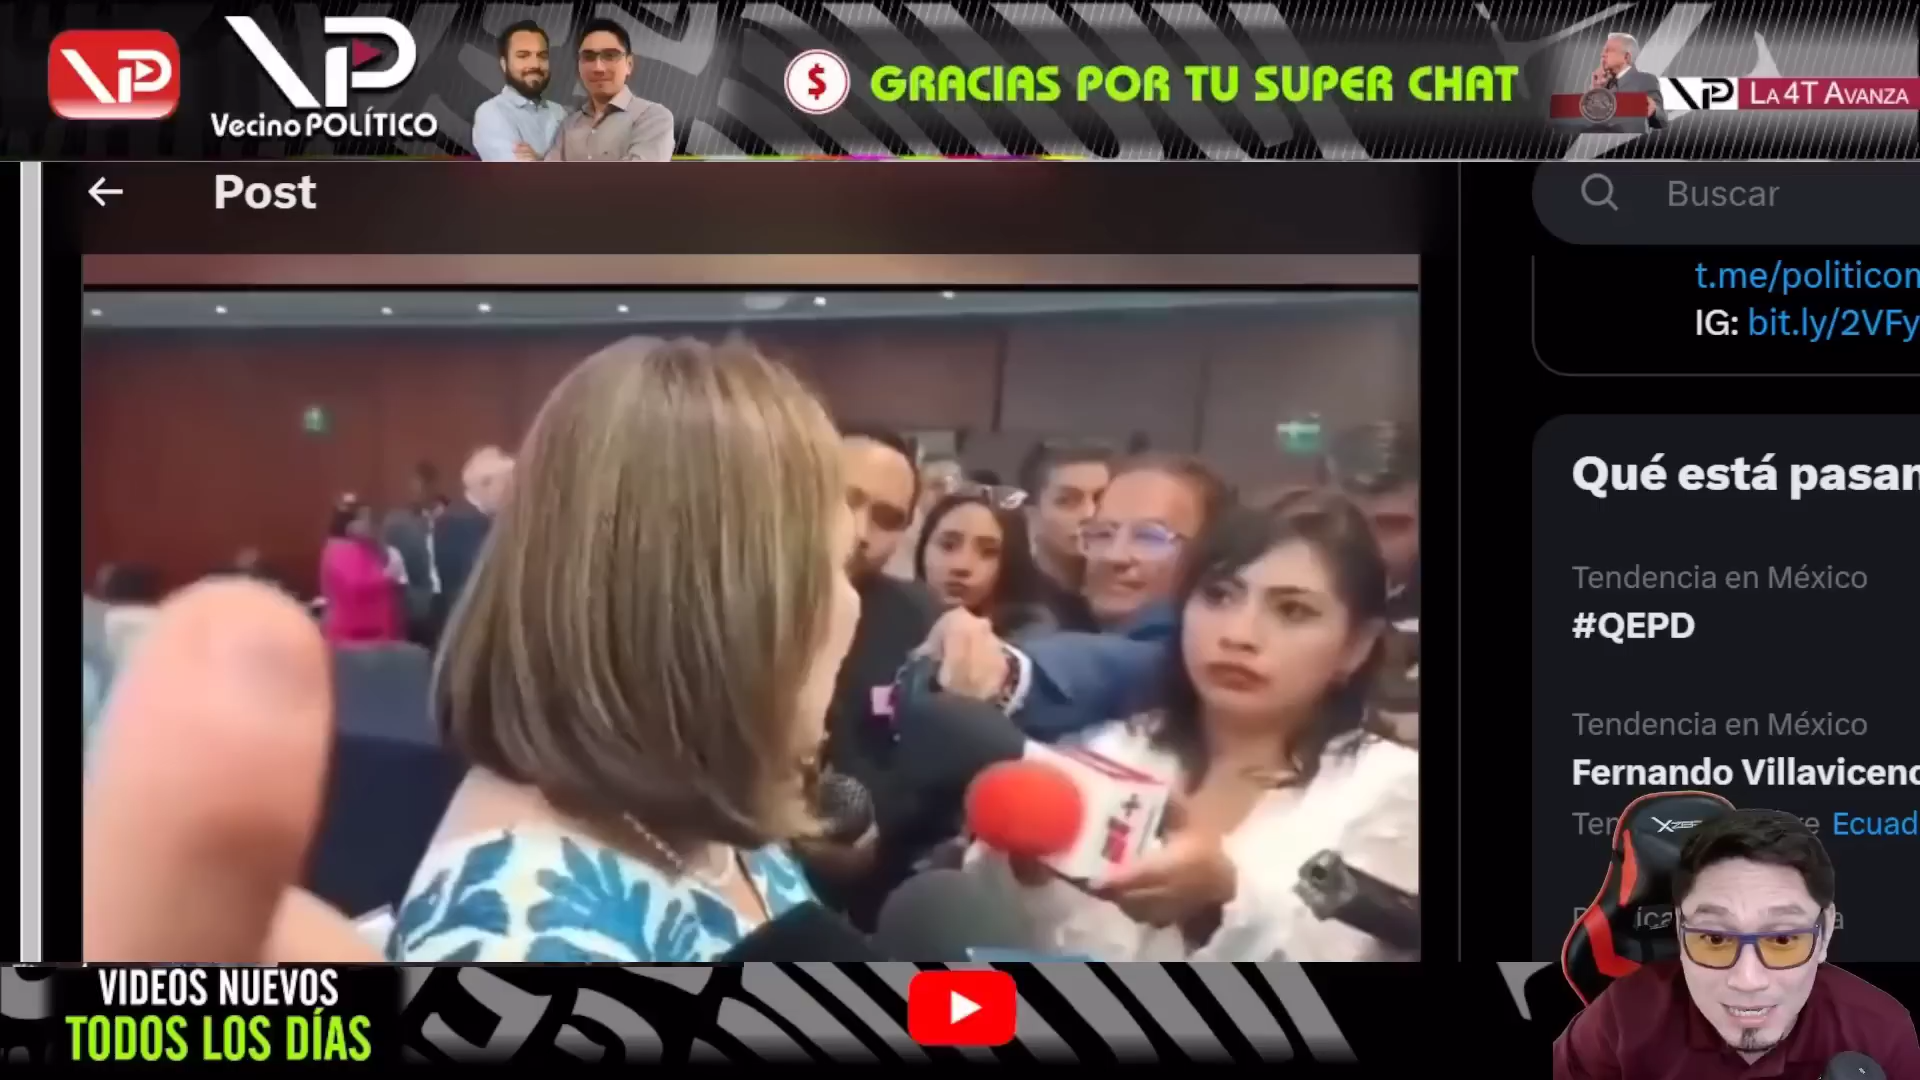 VP
VP
Vecino POLÍTICO
$
GRACIAS POR TU SUPER CHAT
VP
LA 4T AVANZA
Post
Buscar
t.me/politicon
IG: bit.ly/2VFy
Qué está pasan
Tendencia en México
#QEPD
Tendencia en México
Fernando Villavicenc
Ecuad
VIDEOS NUEVOS
TODOS LOS DÍAS